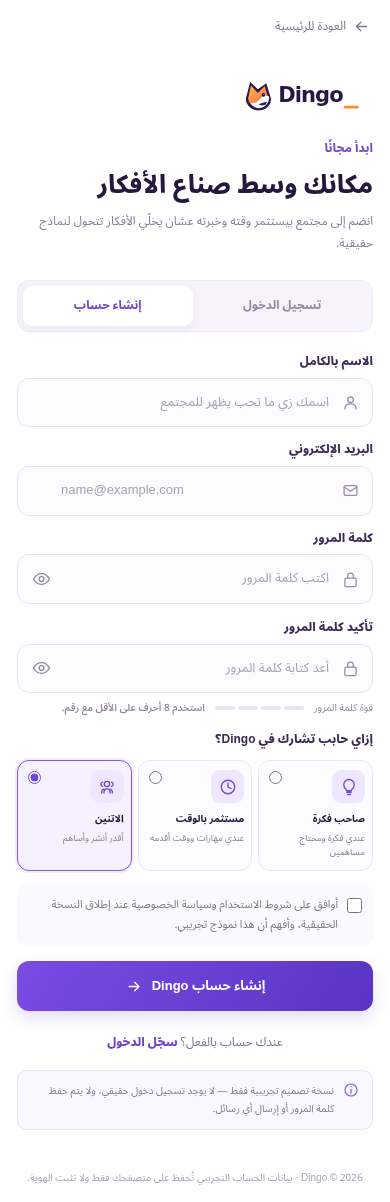 العودة للرئيسية
Dingo_
ابدأ مجانًا
مكانك وسط صناع الأفكار
انضم إلى مجتمع بيستثمر وقته وخبرته عشان يخلّي الأفكار تتحول لنماذج
حقيقية.
تسجيل الدخول
إنشاء حساب
الاسم بالكامل
اسمك زي ما تحب يظهر للمجتمع
البريد الإلكتروني
name@example.com
كلمة المرور
اكتب كلمة المرور
تأكيد كلمة المرور
أعد كتابة كلمة المرور
قوة كلمة المرور
استخدم 8 أحرف على الأقل مع رقم.
إزاي حابب تشارك في Dingo؟
صاحب فكرة
عندي فكرة ومحتاج
مساهمين
مستثمر بالوقت
عندي مهارات ووقت أقدمه
الاتنين
أقدر أنشر وأساهم
أوافق على شروط الاستخدام وسياسة الخصوصية عند إطلاق النسخة
الحقيقية، وأفهم أن هذا نموذج تجريبي.
إنشاء حساب Dingo
عندك حساب بالفعل؟ سجّل الدخول
نسخة تصميم تجريبية فقط — لا يوجد تسجيل دخول حقيقي، ولا يتم حفظ
كلمة المرور أو إرسال أي رسائل.
Dingo © 2026 · بيانات الحساب التجريبي تُحفظ على متصفحك فقط ولا تثبت الهوية.